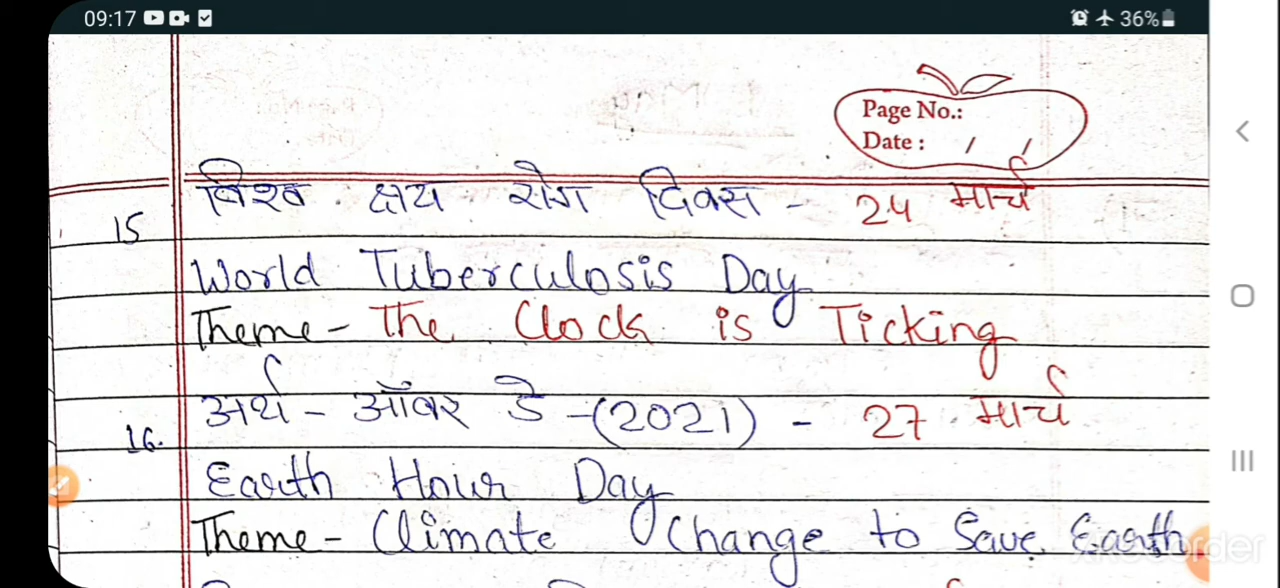 09:17
36%
Page No.:
Date : / /
15 विश्व क्षय रोग दिवस - 24 मार्च
World Tuberculosis Day
Theme - The Clock is Ticking
16. अर्थ - ऑवर डे -(2021) - 27 मार्च
Earth Hour Day
Theme - Climate Change to Save Earth